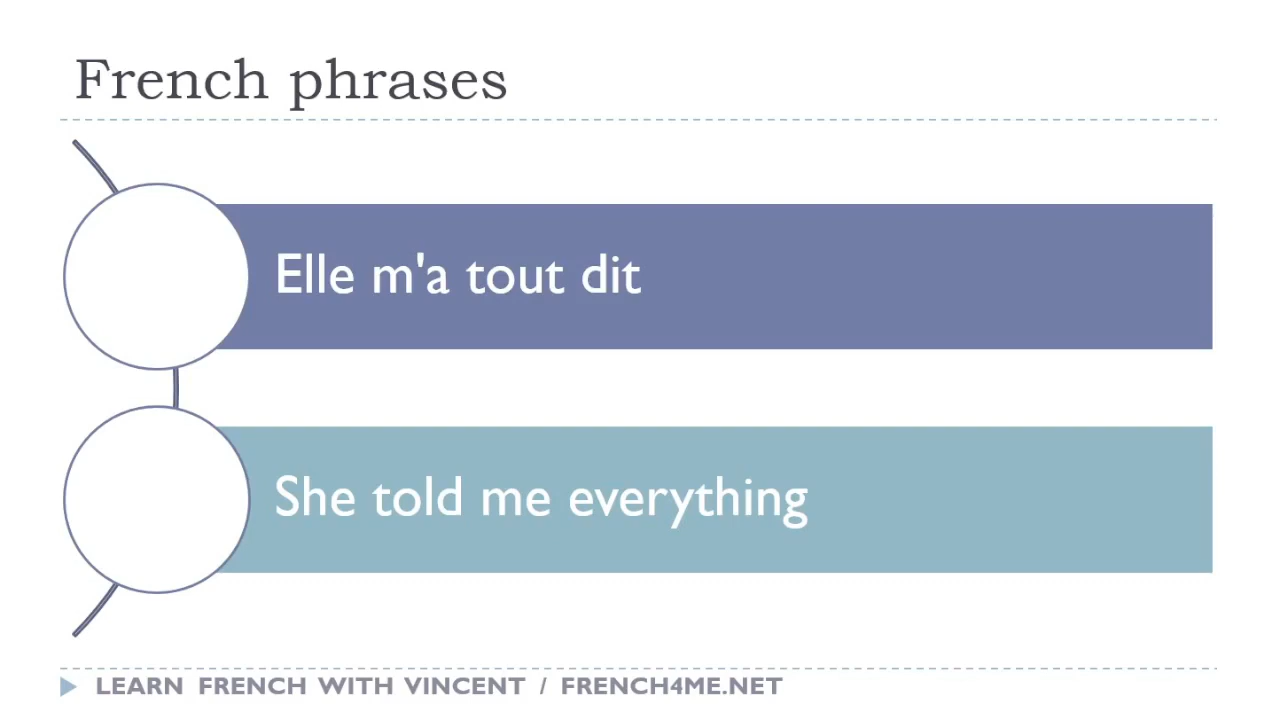 French phrases
Elle m'a tout dit
She told me everything
LEARN FRENCH WITH VINCENT / FRENCH4ME.NET